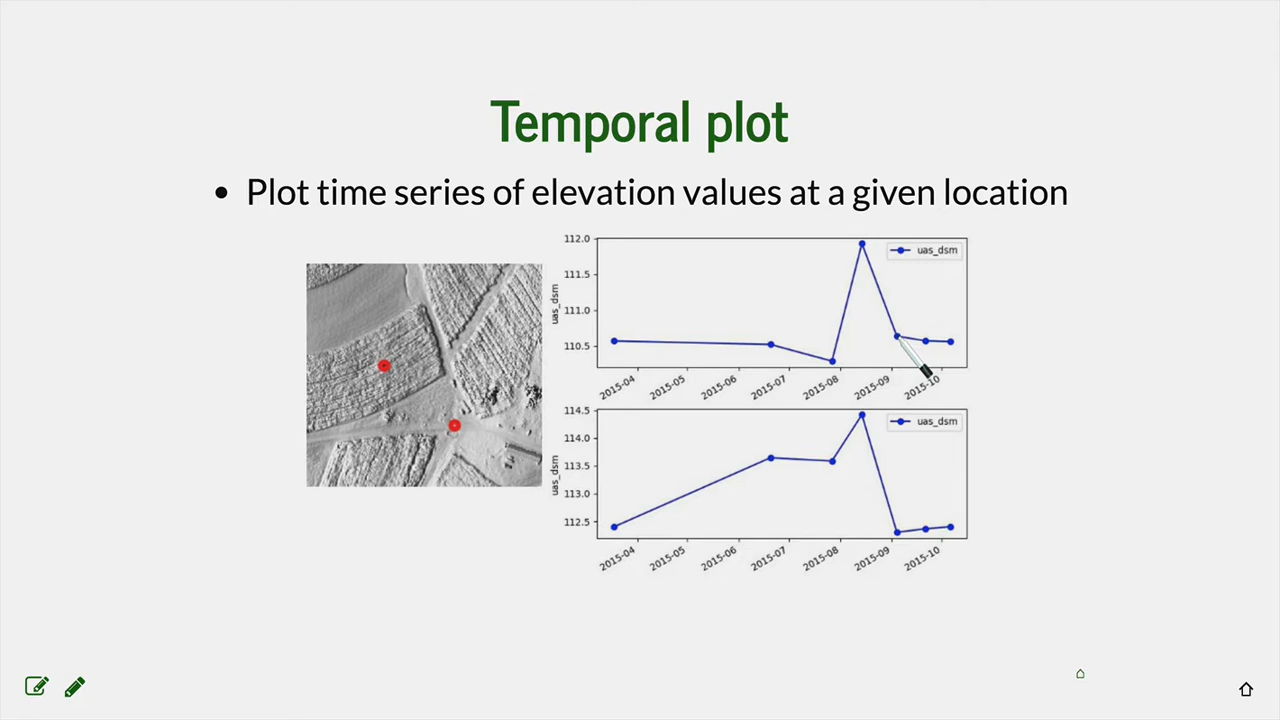 Temporal plot
• Plot time series of elevation values at a given location
112.0
111.5
111.0
110.5
uas_dsm
uas_dsm
2015-04 2015-05 2015-06 2015-07 2015-08 2015-09 2015-10
114.5
114.0
113.5
113.0
112.5
uas_dsm
uas_dsm
2015-04 2015-05 2015-06 2015-07 2015-08 2015-09 2015-10